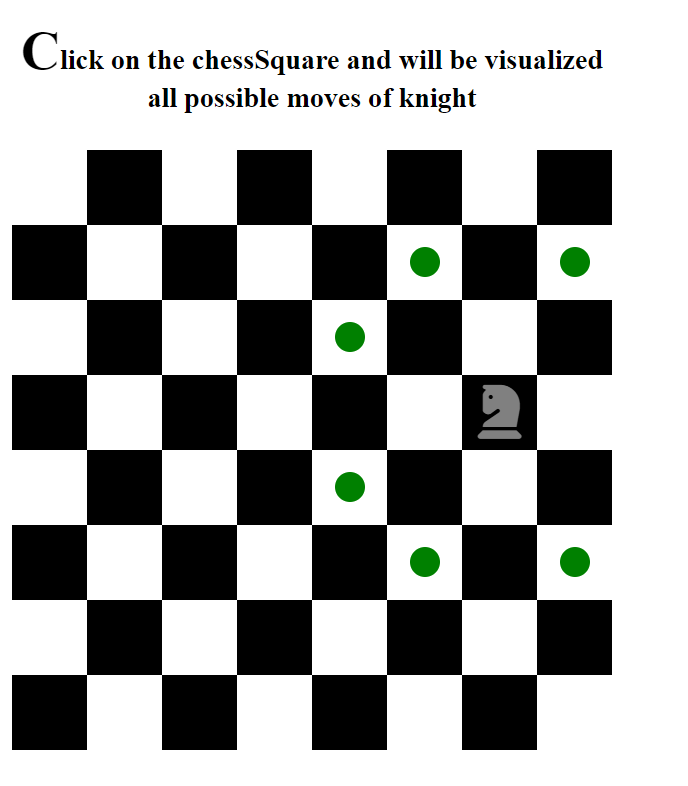 Click on the chessSquare and will be visualized
all possible moves of knight